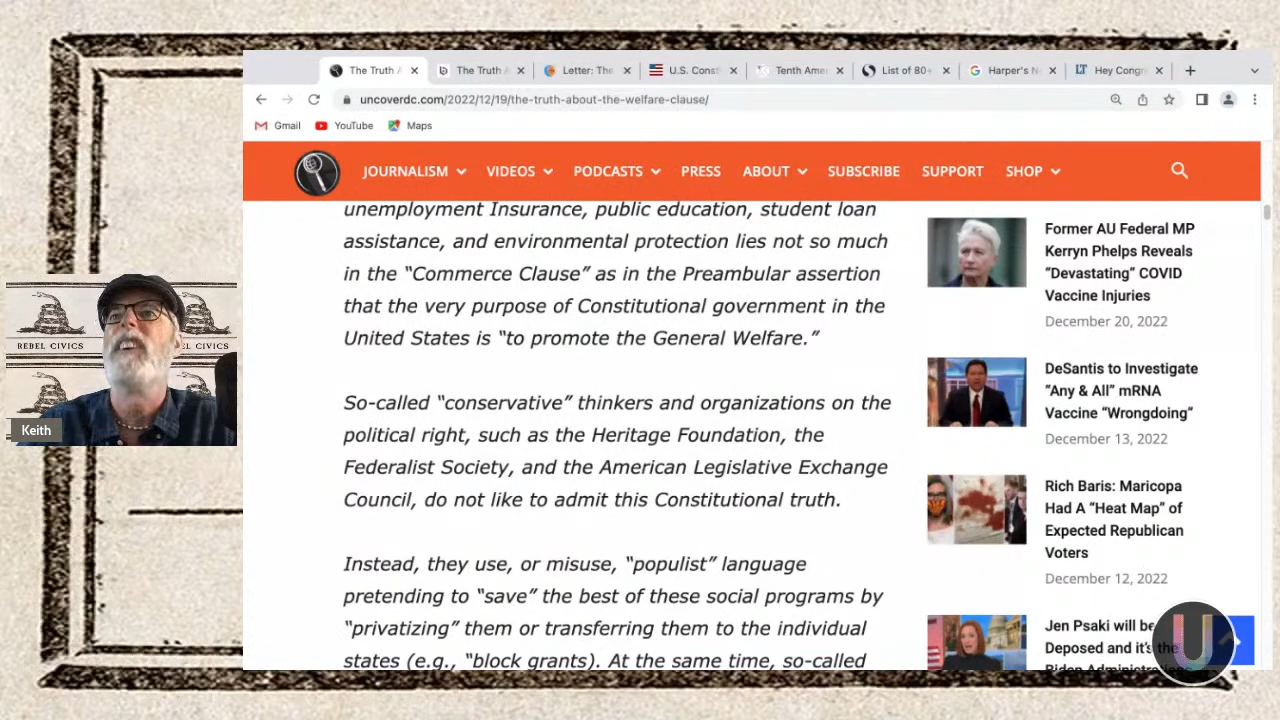 The Truth A
The Truth A
Letter: The
U.S. Const
Tenth Ame
List of 80+
Harper's N
Hey Congr
uncoverdc.com/2022/12/19/the-truth-about-the-welfare-clause/
Gmail
YouTube
Maps
JOURNALISM
VIDEOS
PODCASTS
PRESS
ABOUT
SUBSCRIBE
SUPPORT
SHOP
unemployment Insurance, public education, student loan
assistance, and environmental protection lies not so much
in the “Commerce Clause” as in the Preambular assertion
that the very purpose of Constitutional government in the
United States is “to promote the General Welfare.”
So-called “conservative” thinkers and organizations on the
political right, such as the Heritage Foundation, the
Federalist Society, and the American Legislative Exchange
Council, do not like to admit this Constitutional truth.
Instead, they use, or misuse, “populist” language
pretending to “save” the best of these social programs by
“privatizing” them or transferring them to the individual
states (e.g., “block grants). At the same time, so-called
Former AU Federal MP
Kerryn Phelps Reveals
“Devastating” COVID
Vaccine Injuries
December 20, 2022
DeSantis to Investigate
“Any & All” mRNA
Vaccine “Wrongdoing”
December 13, 2022
Rich Baris: Maricopa
Had A “Heat Map” of
Expected Republican
Voters
December 12, 2022
Jen Psaki will be
Deposed and it's the
Biden Administration
REBEL CIVICS
EL CIVICS
Keith
U